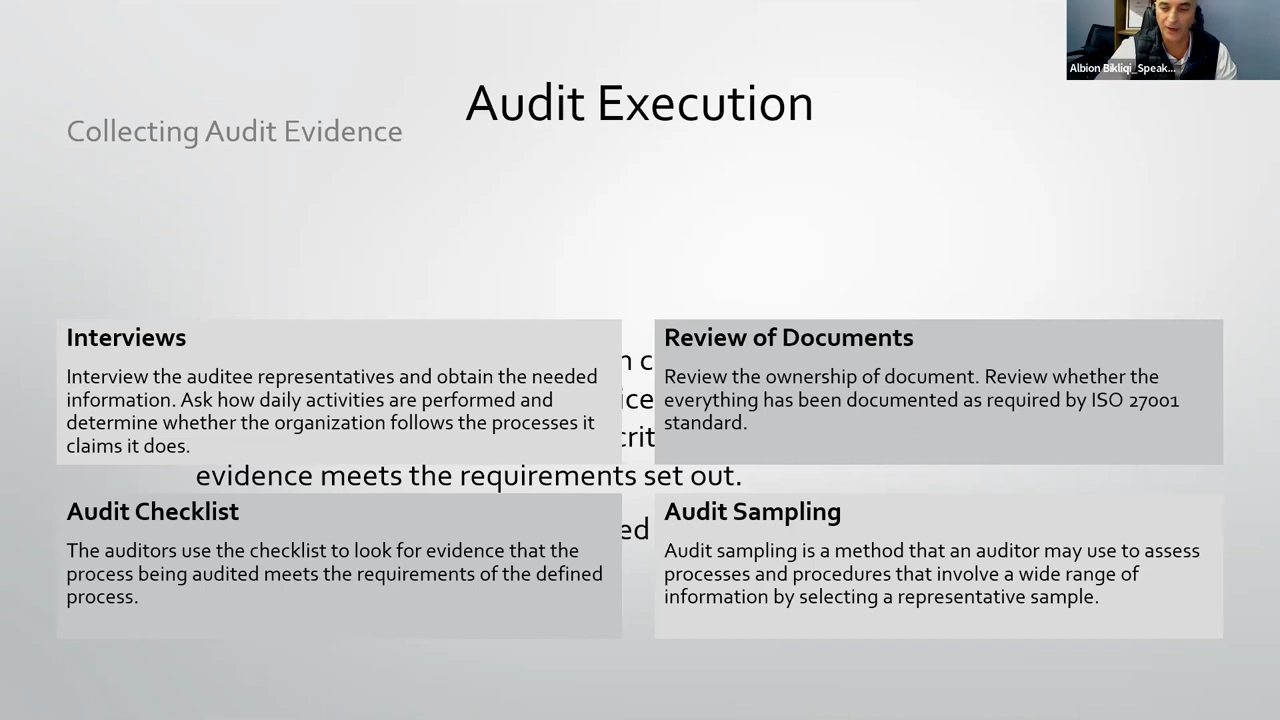 Albion Bikliqi_Speak...
Audit Execution
Collecting Audit Evidence
Interviews
Interview the auditee representatives and obtain the needed
information. Ask how daily activities are performed and
determine whether the organization follows the processes it
claims it does.
Review of Documents
Review the ownership of document. Review whether the
everything has been documented as required by ISO 27001
standard.
evidence meets the requirements set out.
Audit Checklist
The auditors use the checklist to look for evidence that the
process being audited meets the requirements of the defined
process.
Audit Sampling
Audit sampling is a method that an auditor may use to assess
processes and procedures that involve a wide range of
information by selecting a representative sample.